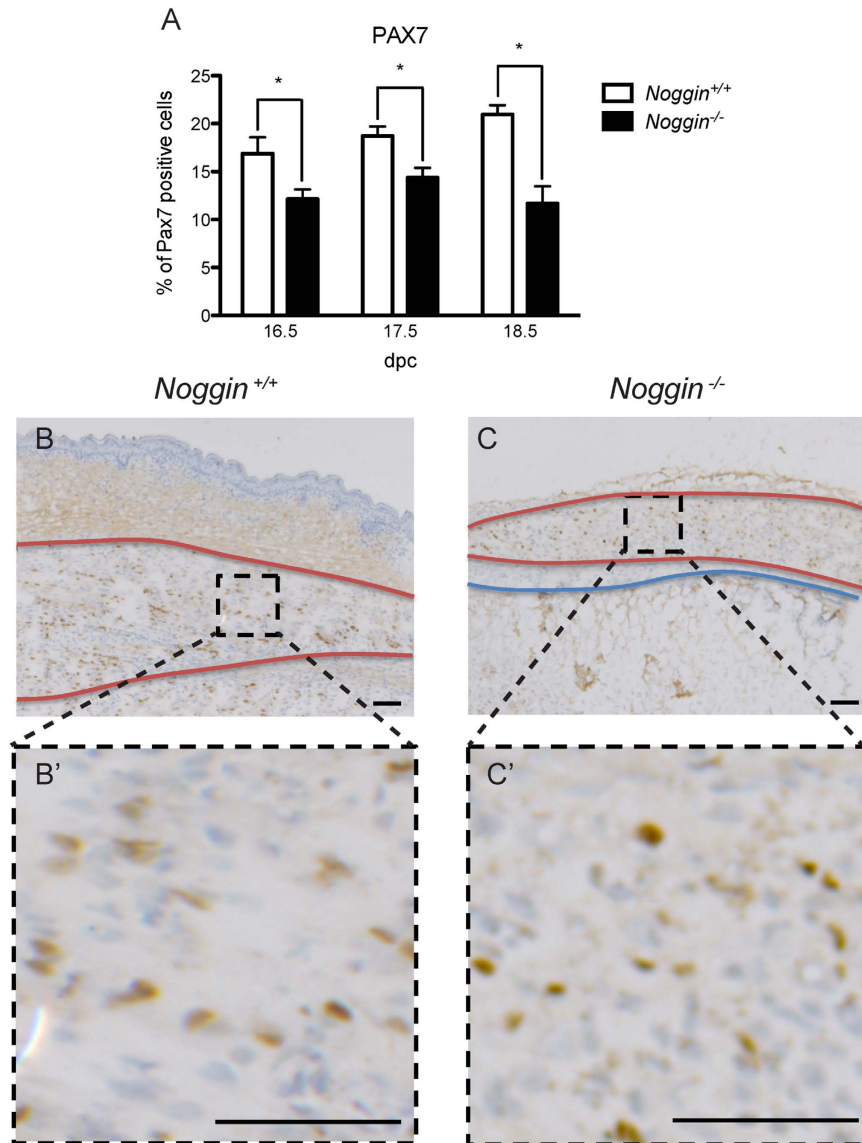 A
PAX7
* * *
% of Pax7 positive cells
25
20
15
10
5
0
16.5 17.5 18.5
dpc
Noggin+/+
Noggin-/-
Noggin +/+ Noggin -/-
B C
B' C'